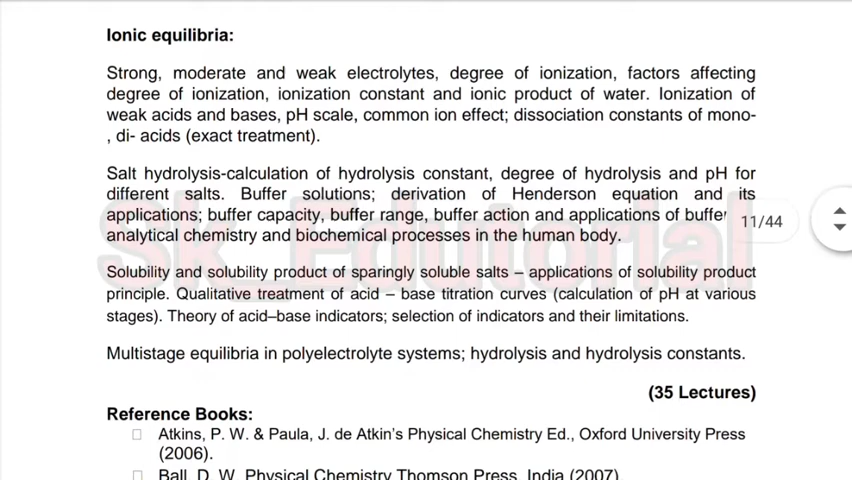 Ionic equilibria:
Strong, moderate and weak electrolytes, degree of ionization, factors affecting
degree of ionization, ionization constant and ionic product of water. Ionization of
weak acids and bases, pH scale, common ion effect; dissociation constants of mono-
, di- acids (exact treatment).
Salt hydrolysis-calculation of hydrolysis constant, degree of hydrolysis and pH for
different salts. Buffer solutions; derivation of Henderson equation and its
applications; buffer capacity, buffer range, buffer action and applications of buffer
11/44
analytical chemistry and biochemical processes in the human body.
Sk_Edutorial
Solubility and solubility product of sparingly soluble salts – applications of solubility product
principle. Qualitative treatment of acid – base titration curves (calculation of pH at various
stages). Theory of acid–base indicators; selection of indicators and their limitations.
Multistage equilibria in polyelectrolyte systems; hydrolysis and hydrolysis constants.
(35 Lectures)
Reference Books:
Atkins, P. W. & Paula, J. de Atkin's Physical Chemistry Ed., Oxford University Press
(2006).
Ball, D. W. Physical Chemistry Thomson Press, India (2007).